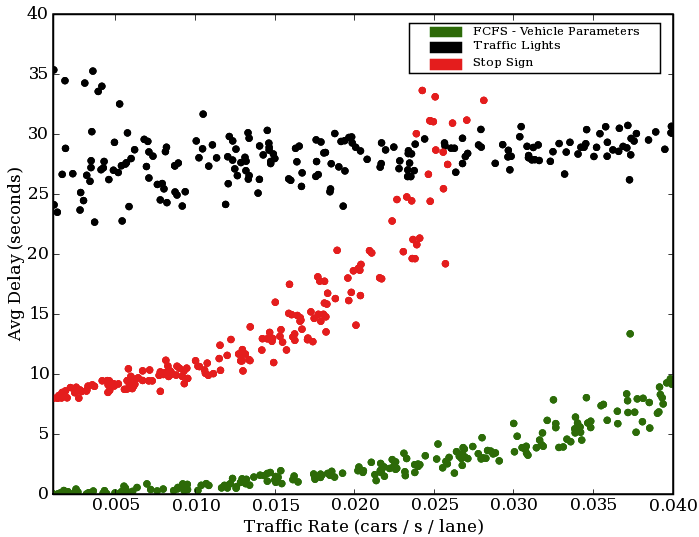 40
35
30
25
20
15
10
5
0
Avg Delay (seconds)
FCFS - Vehicle Parameters
Traffic Lights
Stop Sign
0.005 0.010 0.015 0.020 0.025 0.030 0.035 0.040
Traffic Rate (cars / s / lane)